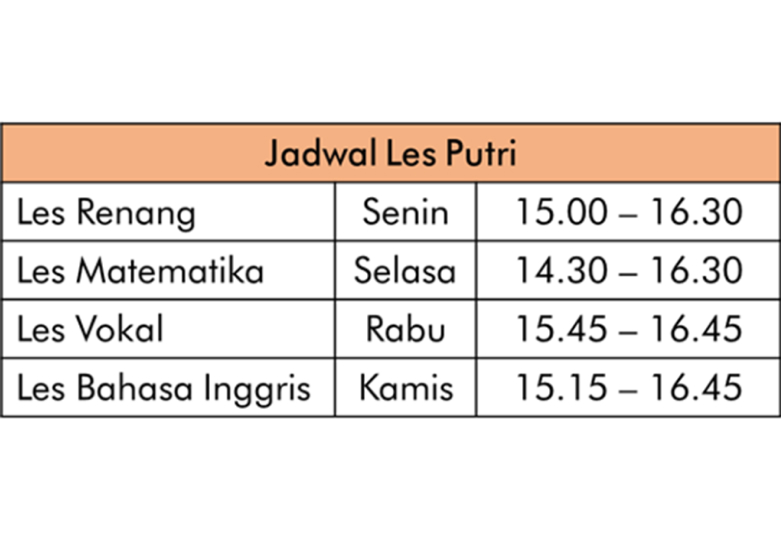 Jadwal Les Putri
Les Renang Senin 15.00 – 16.30
Les Matematika Selasa 14.30 – 16.30
Les Vokal Rabu 15.45 – 16.45
Les Bahasa Inggris Kamis 15.15 – 16.45